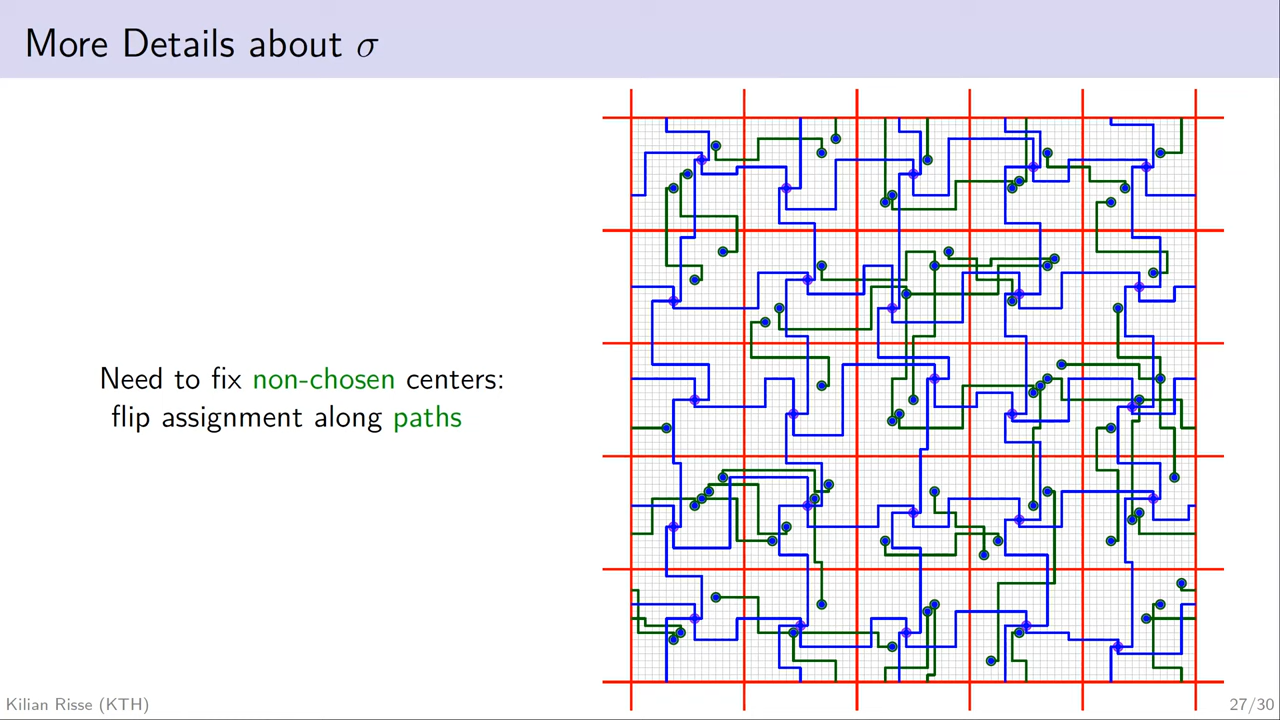 More Details about σ
Need to fix non-chosen centers:
flip assignment along paths
Kilian Risse (KTH)
27/30